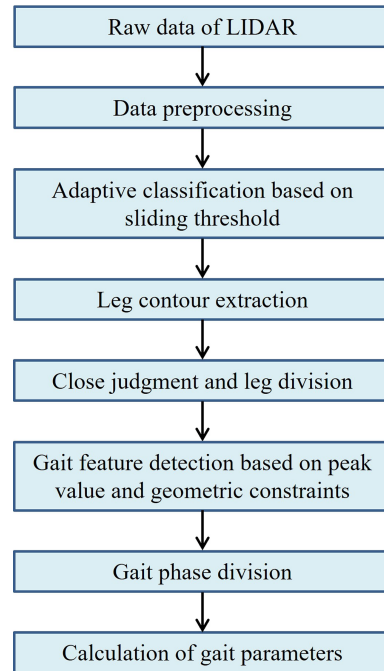 Raw data of LIDAR
Data preprocessing
Adaptive classification based on
sliding threshold
Leg contour extraction
Close judgment and leg division
Gait feature detection based on peak
value and geometric constraints
Gait phase division
Calculation of gait parameters